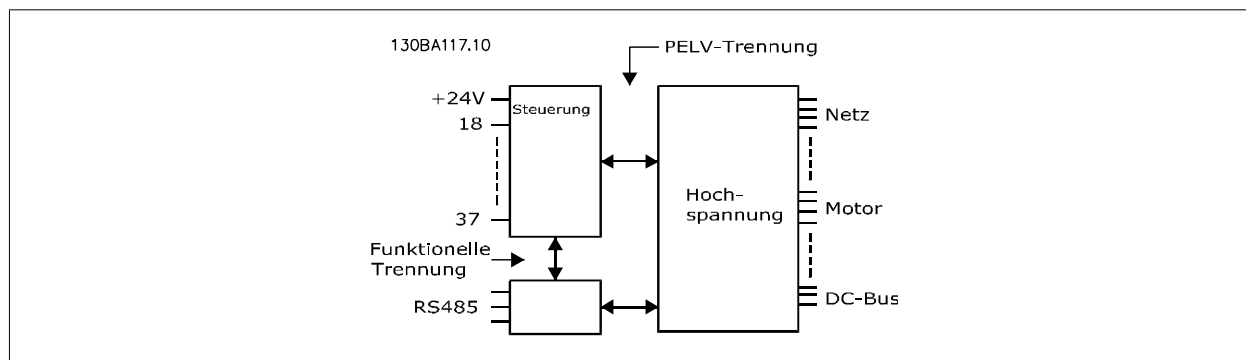 130BA117.10
PELV-Trennung
+24V
Steuerung
18
Netz
Hoch-
spannung
Motor
37
Funktionelle
Trennung
RS485
DC-Bus